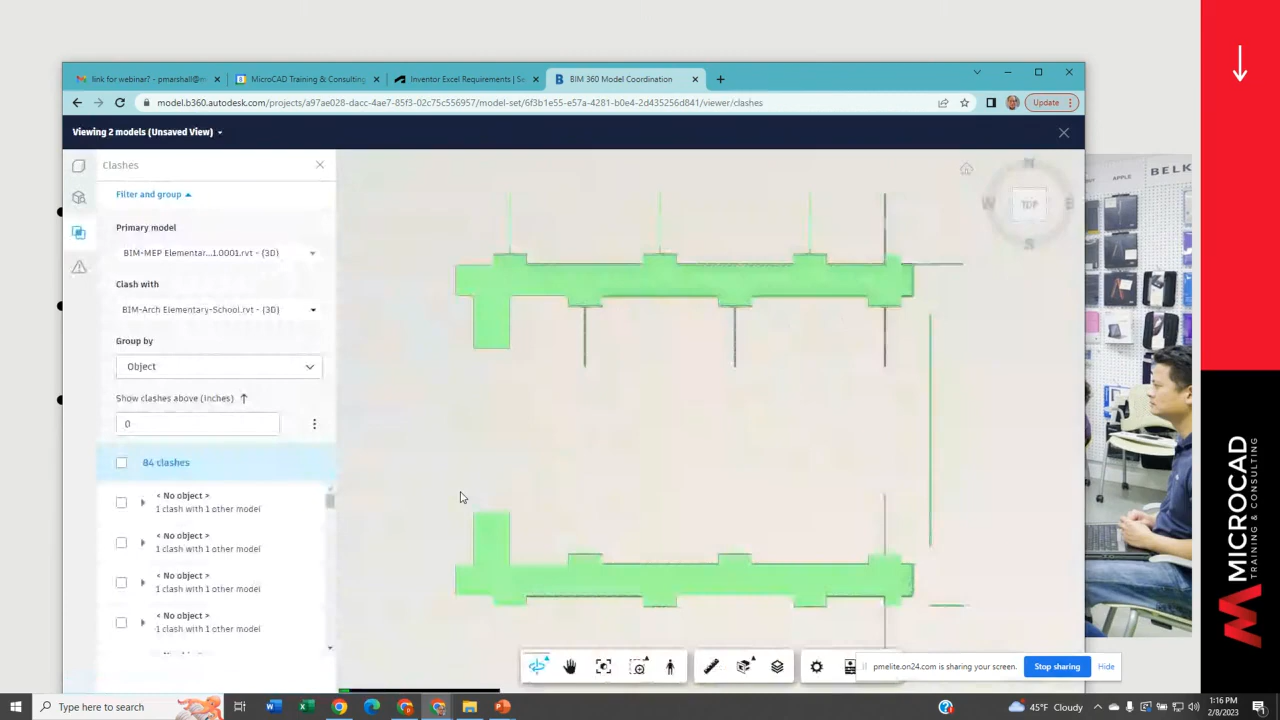 link for webinar? - pmarshall@m
MicroCAD Training & Consulting
Inventor Excel Requirements | Se
BIM 360 Model Coordination
model.b360.autodesk.com/projects/a97ae028-dacc-4ae7-85f3-02c75c556957/model-set/6f3b1e55-e57a-4281-b0e4-2d435256d841/viewer/clashes
Update
Viewing 2 models (Unsaved View)
Clashes
Filter and group
Primary model
BIM-MEP Elementar...1.0001.rvt - (3D)
Clash with
BIM-Arch Elementary-School.rvt - (3D)
Group by
Object
Show clashes above (inches)
0
84 clashes
< No object >
1 clash with 1 other model
< No object >
1 clash with 1 other model
< No object >
1 clash with 1 other model
< No object >
1 clash with 1 other model
N
W
TOP
E
S
APPLE
BELK
MICROCAD
TRAINING & CONSULTING
pmelite.on24.com is sharing your screen.
Stop sharing
Hide
Type here to search
45°F Cloudy
1:16 PM
2/8/2023